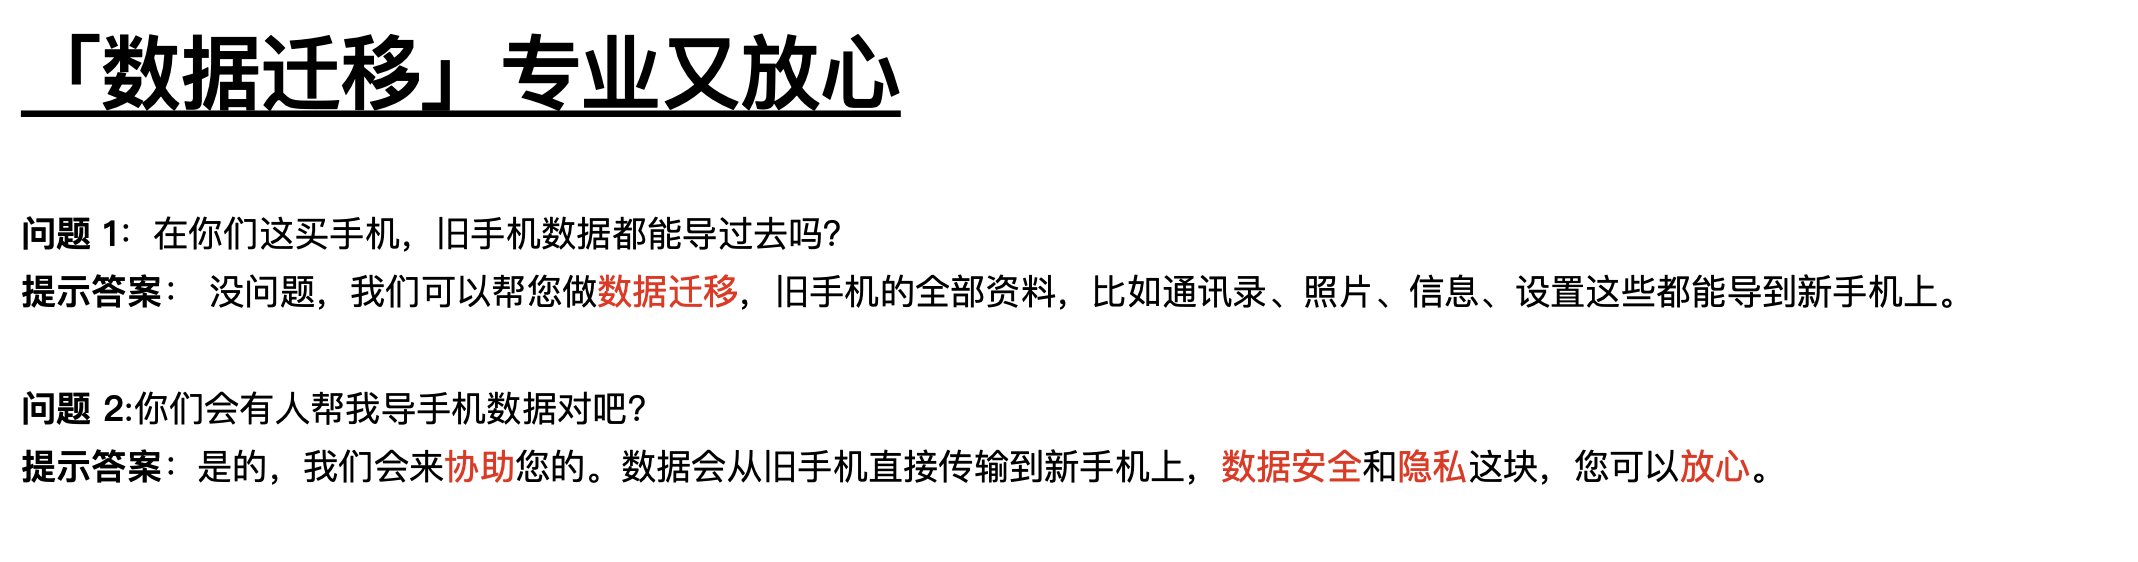 「数据迁移」专业又放心
问题 1：在你们这买手机，旧手机数据都能导过去吗？
提示答案： 没问题，我们可以帮您做数据迁移，旧手机的全部资料，比如通讯录、照片、信息、设置这些都能导到新手机上。
问题 2:你们会有人帮我导手机数据对吧？
提示答案：是的，我们会来协助您的。数据会从旧手机直接传输到新手机上，数据安全和隐私这块，您可以放心。